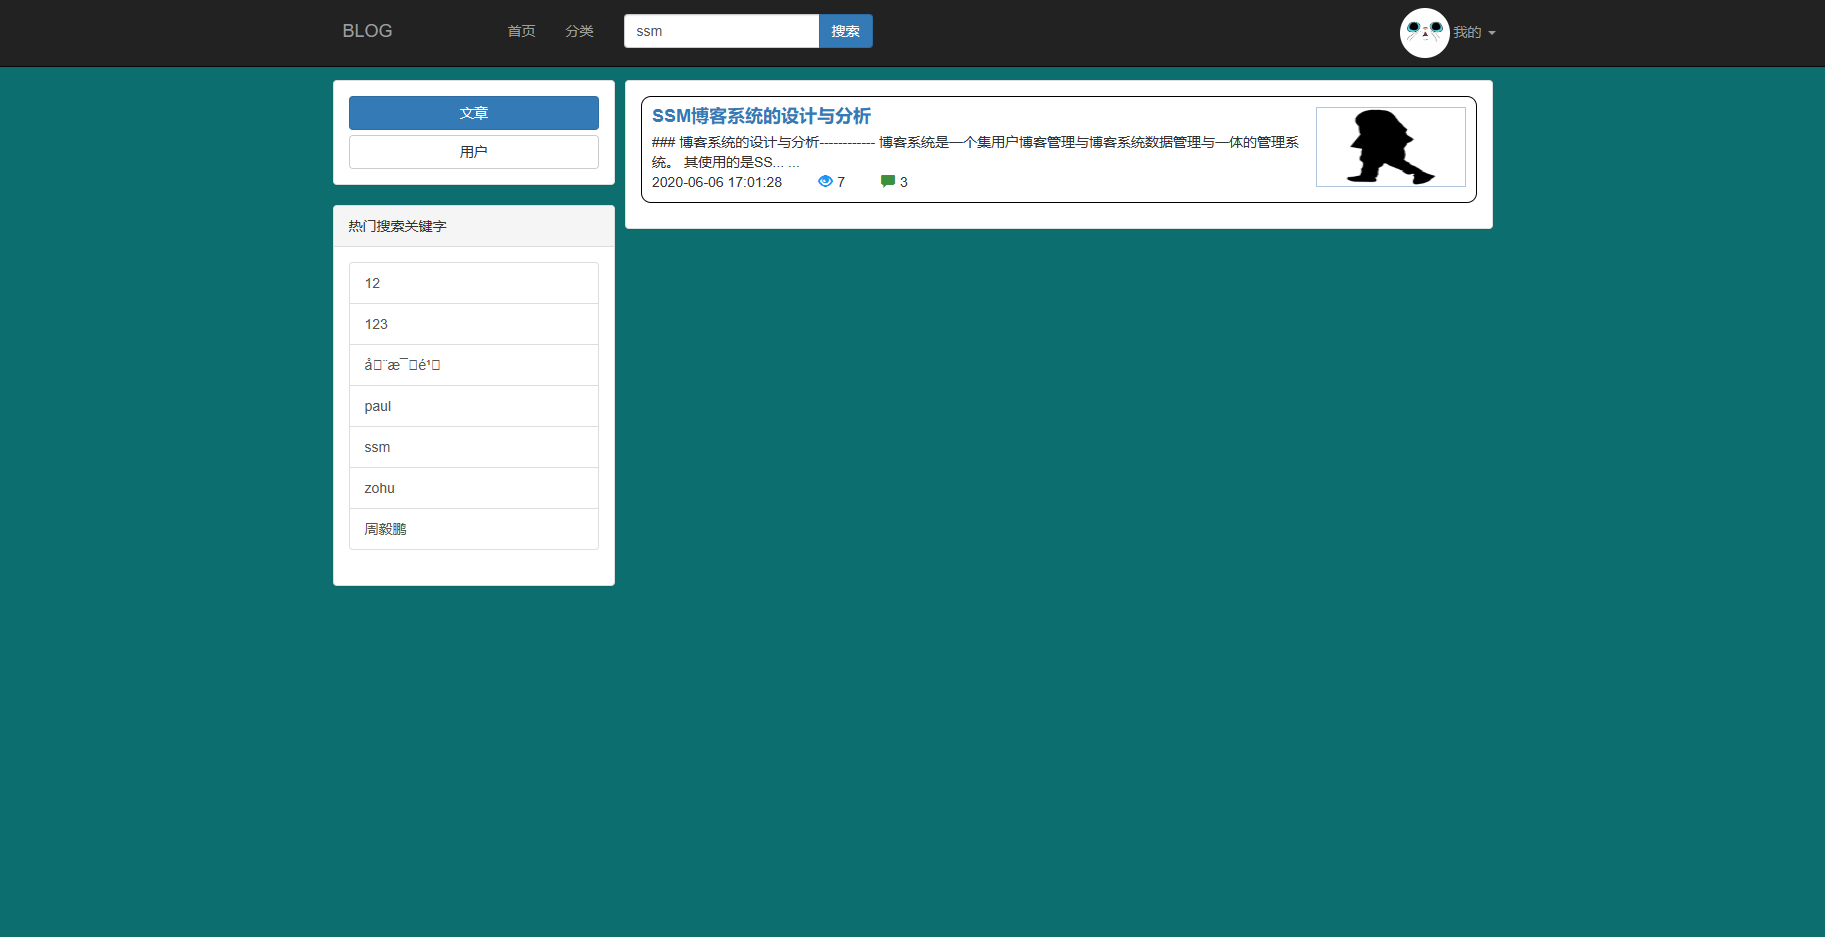 BLOG 首页 分类 ssm 搜索 我的
文章
用户
热门搜索关键字
12
123
paul
ssm
zohu
周毅鹏
SSM博客系统的设计与分析
### 博客系统的设计与分析------------ 博客系统是一个集用户博客管理与博客系统数据管理与一体的管理系
统。 其使用的是SS... ...
2020-06-06 17:01:28 7 3